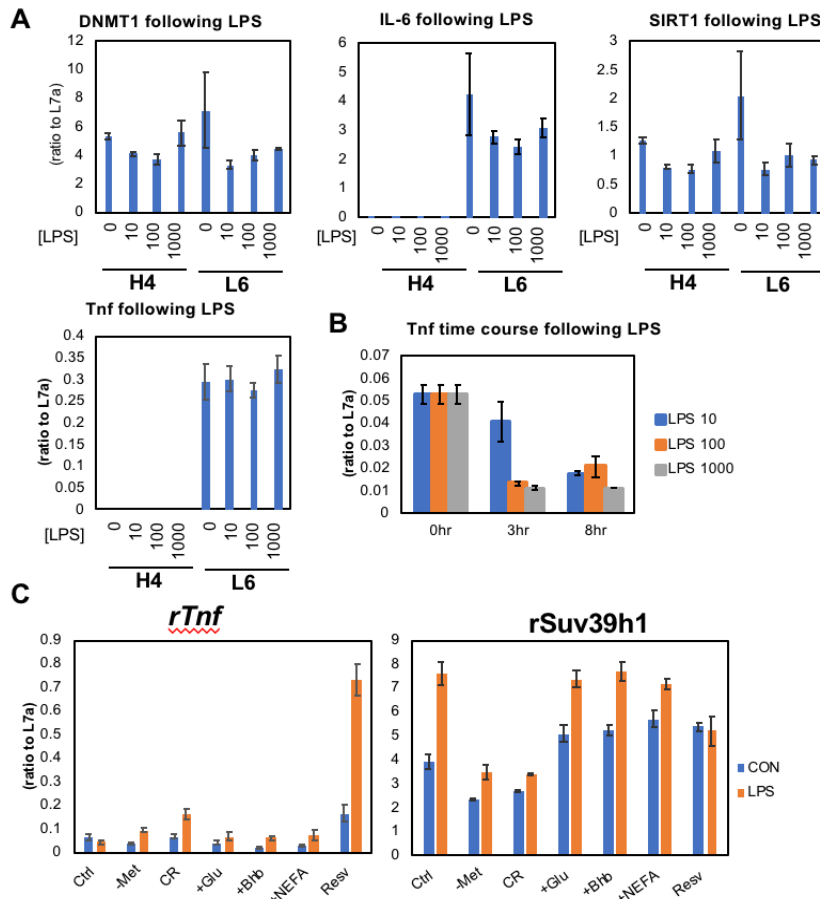 A
DNMT1 following LPS
(ratio to L7a)
14
12
10
8
6
4
2
0
[LPS]
0
10
100
1000
0
10
100
1000
H4
L6
IL-6 following LPS
6
5
4
3
2
1
0
[LPS]
0
10
100
1000
0
10
100
1000
H4
L6
SIRT1 following LPS
3
2.5
2
1.5
1
0.5
0
[LPS]
0
10
100
1000
0
10
100
1000
H4
L6
Tnf following LPS
(ratio to L7a)
0.4
0.35
0.3
0.25
0.2
0.15
0.1
0.05
0
[LPS]
0
10
100
1000
0
10
100
1000
H4
L6
B
Tnf time course following LPS
(ratio to L7a)
0.07
0.06
0.05
0.04
0.03
0.02
0.01
0
0hr
3hr
8hr
LPS 10
LPS 100
LPS 1000
C
rTnf
(ratio to L7a)
0.9
0.8
0.7
0.6
0.5
0.4
0.3
0.2
0.1
0
Ctrl
-Met
CR
+Glu
+Bhb
+NEFA
Resv
rSuv39h1
9
8
7
6
5
4
3
2
1
0
Ctrl
-Met
CR
+Glu
+Bhb
+NEFA
Resv
CON
LPS